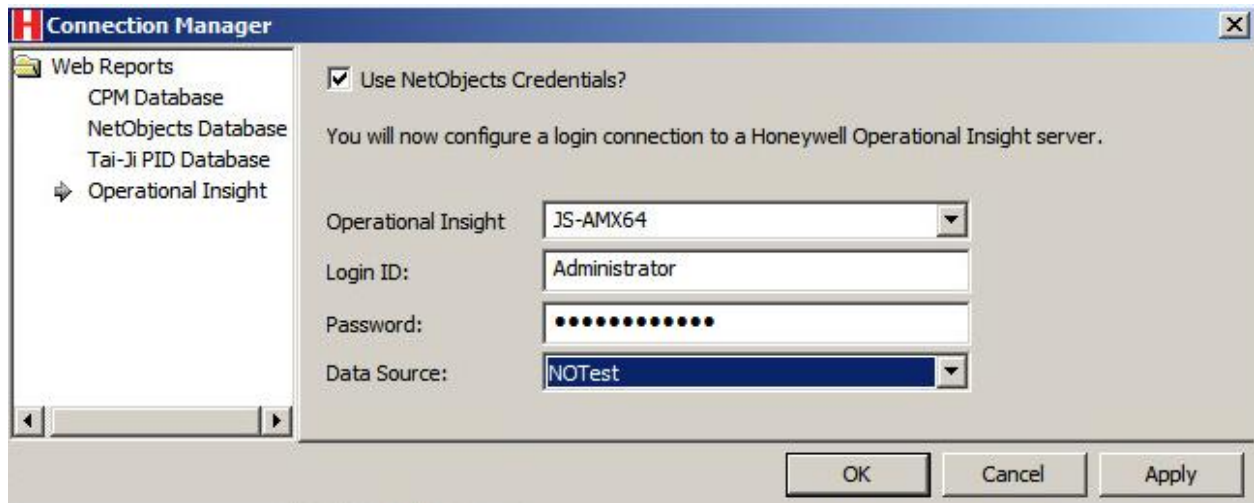 Connection Manager
Web Reports
CPM Database
NetObjects Database
Tai-Ji PID Database
Operational Insight
Use NetObjects Credentials?
You will now configure a login connection to a Honeywell Operational Insight server.
Operational Insight JS-AMX64
Login ID: Administrator
Password: ●●●●●●●●●●●●
Data Source: NOTest
OK Cancel Apply